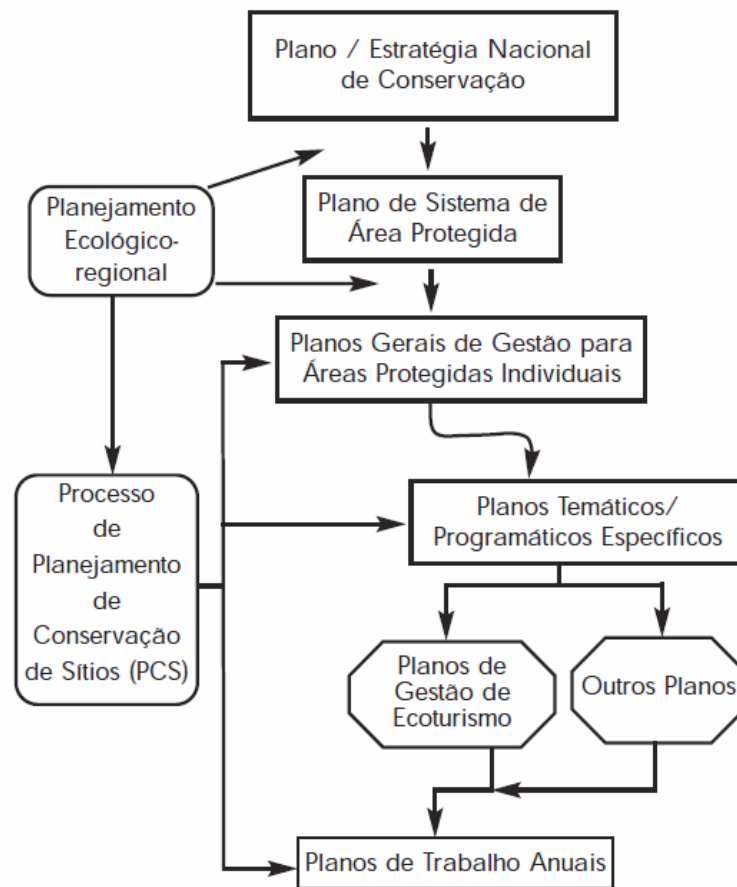 Plano / Estratégia Nacional
de Conservação
Planejamento
Ecológico-
regional
Plano de Sistema de
Área Protegida
Planos Gerais de Gestão para
Áreas Protegidas Individuais
Processo
de
Planejamento
de
Conservação
de Sítios (PCS)
Planos Temáticos/
Programáticos Específicos
Planos de
Gestão de
Ecoturismo
Outros Planos
Planos de Trabalho Anuais